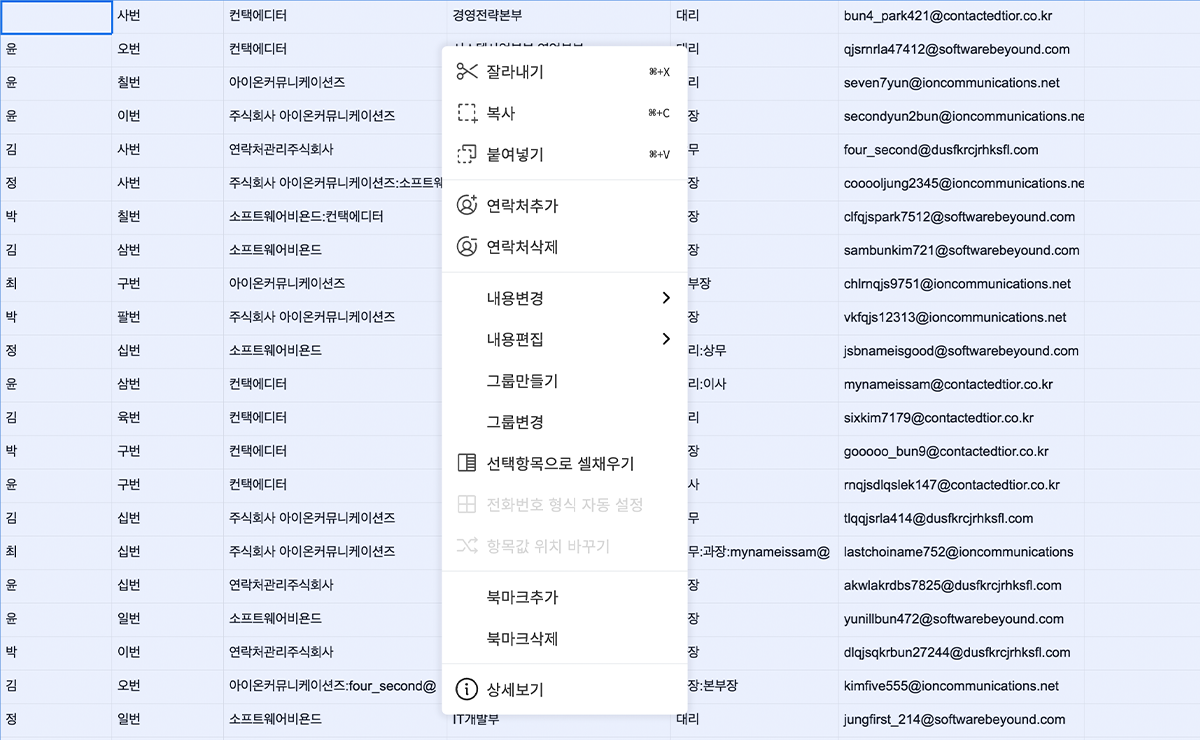 사번 컨택에디터 경영전략본부 대리 bun4_park421@contactedtior.co.kr
윤 오번 컨택에디터 대리 qjsrnrla47412@softwarebeyound.com
잘라내기 ⌘+X
윤 칠번 아이온커뮤니케이션즈 리 seven7yun@ioncommunications.net
복사 ⌘+C
윤 이번 주식회사 아이온커뮤니케이션즈 장 secondyun2bun@ioncommunications.ne
김 사번 연락처관리주식회사 무 four_second@dusfkrcjrhksfl.com
붙여넣기 ⌘+V
정 사번 주식회사 아이온커뮤니케이션즈:소프트웨 장 cooooljung2345@ioncommunications.ne
연락처추가
박 칠번 소프트웨어비욘드:컨택에디터 장 clfqjspark7512@softwarebeyound.com
김 삼번 소프트웨어비욘드 장 sambunkim721@softwarebeyound.com
연락처삭제
최 구번 아이온커뮤니케이션즈 부장 chlrnqjs9751@ioncommunications.net
내용변경
박 팔번 주식회사 아이온커뮤니케이션즈 장 vkfqjs12313@ioncommunications.net
내용편집
정 십번 소프트웨어비욘드 리:상무 jsbnameisgood@softwarebeyound.com
그룹만들기
윤 삼번 컨택에디터 리:이사 mynameissam@contactedtior.co.kr
김 육번 컨택에디터 리 sixkim7179@contactedtior.co.kr
그룹변경
박 구번 컨택에디터 장 gooooo_bun9@contactedtior.co.kr
선택항목으로 셀채우기
윤 구번 컨택에디터 사 rnqjsdlqslek147@contactedtior.co.kr
전화번호 형식 자동 설정
김 십번 주식회사 아이온커뮤니케이션즈 무 tlqqjsrla414@dusfkrcjrhksfl.com
항목값 위치 바꾸기
최 십번 주식회사 아이온커뮤니케이션즈 무:과장:mynameissam@ lastchoiname752@ioncommunications
윤 십번 연락처관리주식회사 장 akwlakrdbs7825@dusfkrcjrhksfl.com
북마크추가
윤 일번 소프트웨어비욘드 장 yunillbun472@softwarebeyound.com
북마크삭제
박 이번 연락처관리주식회사 장 dlqjsqkrbun27244@dusfkrcjrhksfl.com
김 오번 아이온커뮤니케이션즈:four_second@ 장:본부장 kimfive555@ioncommunications.net
상세보기
정 일번 소프트웨어비욘드 IT개발부 대리 jungfirst_214@softwarebeyound.com